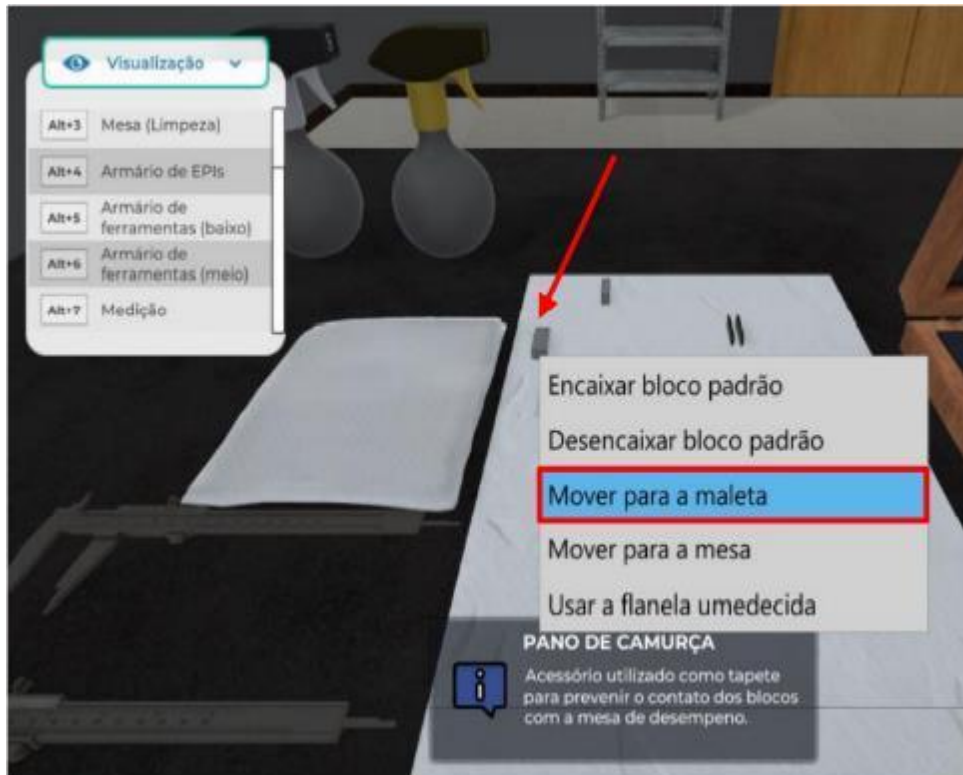 Visualização
Alt+3 Mesa (Limpeza)
Alt+4 Armário de EPIs
Alt+5 Armário de
ferramentas (baixo)
Alt+6 Armário de
ferramentas (meio)
Alt+7 Medição
Encaixar bloco padrão
Desencaixar bloco padrão
Mover para a maleta
Mover para a mesa
Usar a flanela umedecida
PANO DE CAMURÇA
Acessório utilizado como tapete
para prevenir o contato dos blocos
com a mesa de desempeno.